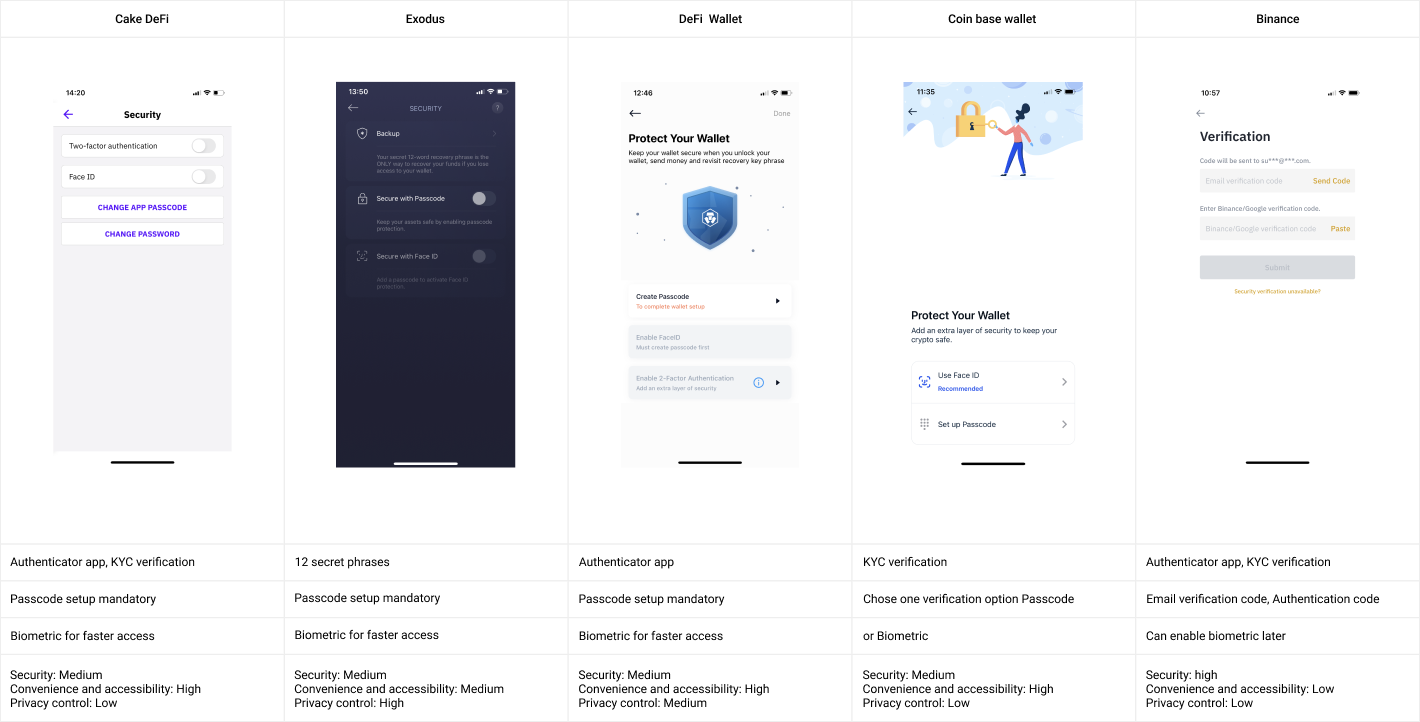 Cake DeFi
Exodus
DeFi Wallet
Coin base wallet
Binance
14:20
Security
Two-factor authentication
Face ID
CHANGE APP PASSCODE
CHANGE PASSWORD
13:50
SECURITY
?
Backup
Your secret 12-word recovery phrase is the
ONLY way to recover your funds if you lose
access to your wallet.
Secure with Passcode
Keep your assets safe by enabling passcode
protection.
Secure with Face ID
Add a passcode to activate Face ID
protection.
12:46
Done
Protect Your Wallet
Keep your wallet secure when you unlock your
wallet, send money and revisit recovery key phrase
Create Passcode
To complete wallet setup
Enable FaceID
Must create passcode first
Enable 2-Factor Authentication
Add an extra layer of security
11:35
Protect Your Wallet
Add an extra layer of security to keep your
crypto safe.
Use Face ID
Recommended
Set up Passcode
10:57
Verification
Code will be sent to su***@***.com.
Email verification code
Send Code
Enter Binance/Google verification code.
Binance/Google verification code
Paste
Submit
Security verification unavailable?
Authenticator app, KYC verification
12 secret phrases
Authenticator app
KYC verification
Authenticator app, KYC verification
Passcode setup mandatory
Passcode setup mandatory
Passcode setup mandatory
Chose one verification option Passcode
Email verification code, Authentication code
Biometric for faster access
Biometric for faster access
Biometric for faster access
or Biometric
Can enable biometric later
Security: Medium
Convenience and accessibility: High
Privacy control: Low
Security: Medium
Convenience and accessibility: Medium
Privacy control: High
Security: Medium
Convenience and accessibility: High
Privacy control: Medium
Security: Medium
Convenience and accessibility: High
Privacy control: Low
Security: high
Convenience and accessibility: Low
Privacy control: Low